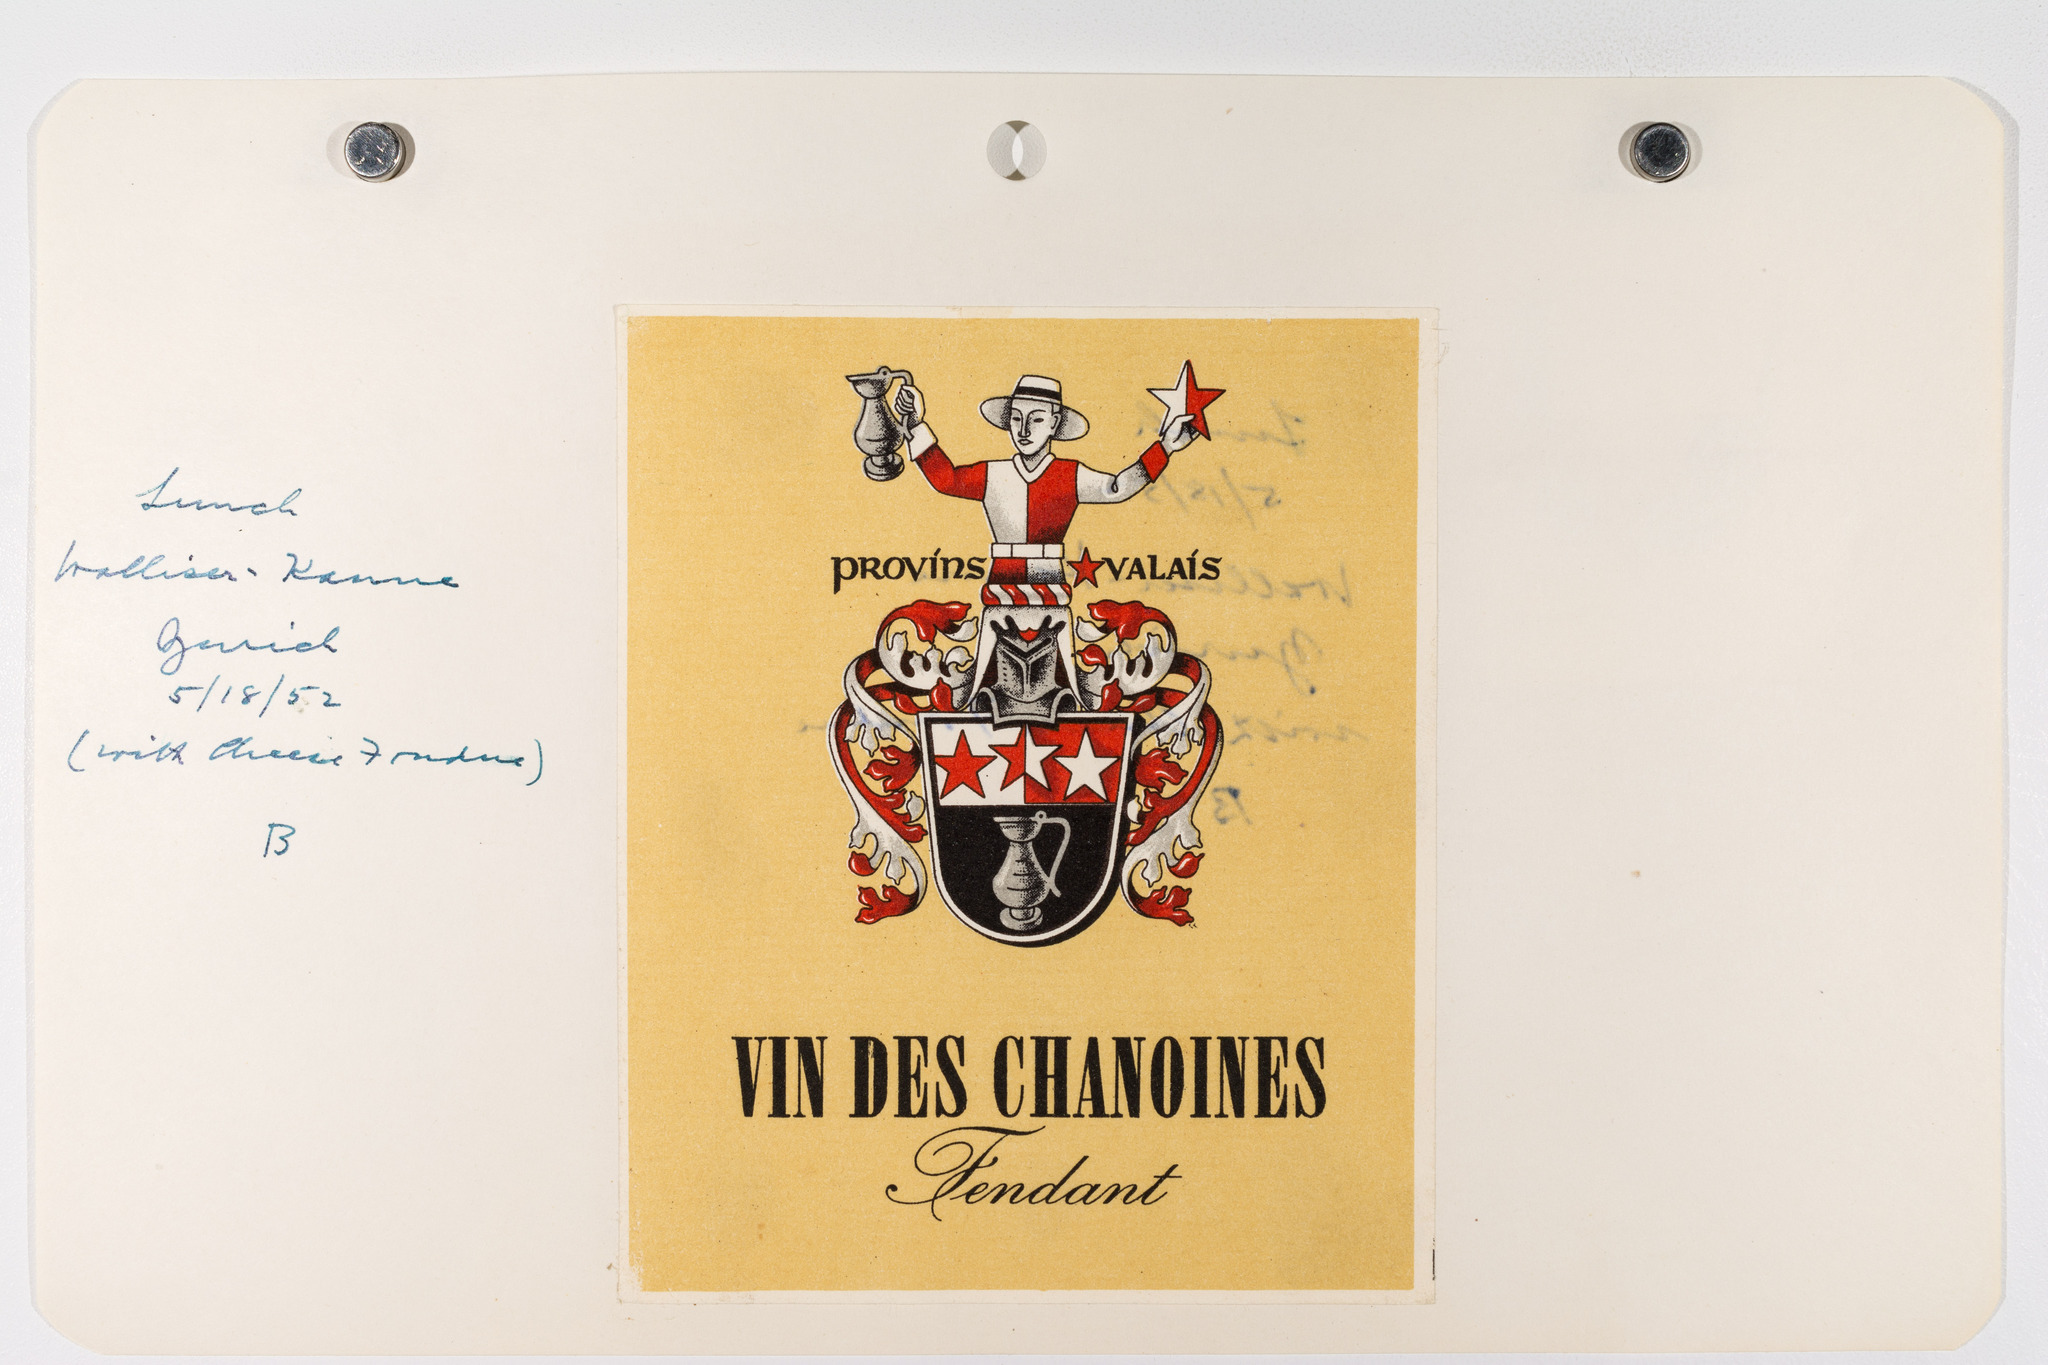 Lunch
Walliser-Kanne
Zurich
5/18/52
(with Cheese Fondue)
B
PROVINS VALAIS
VIN DES CHANOINES
Fendant